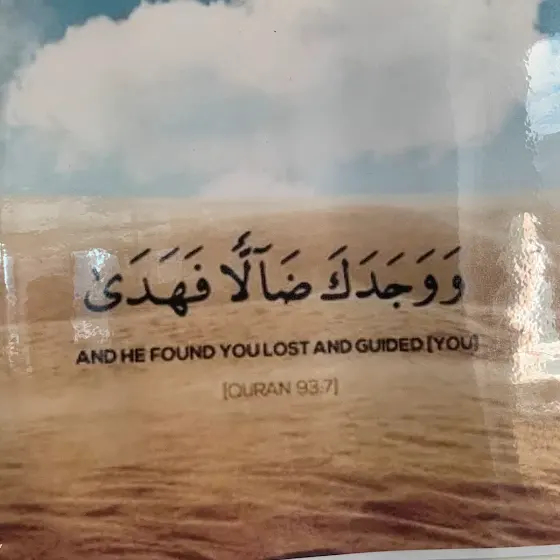 وَوَجَدَكَ ضَآلًّا فَهَدَىٰ
AND HE FOUND YOU LOST AND GUIDED [YOU]
[QURAN 93:7]